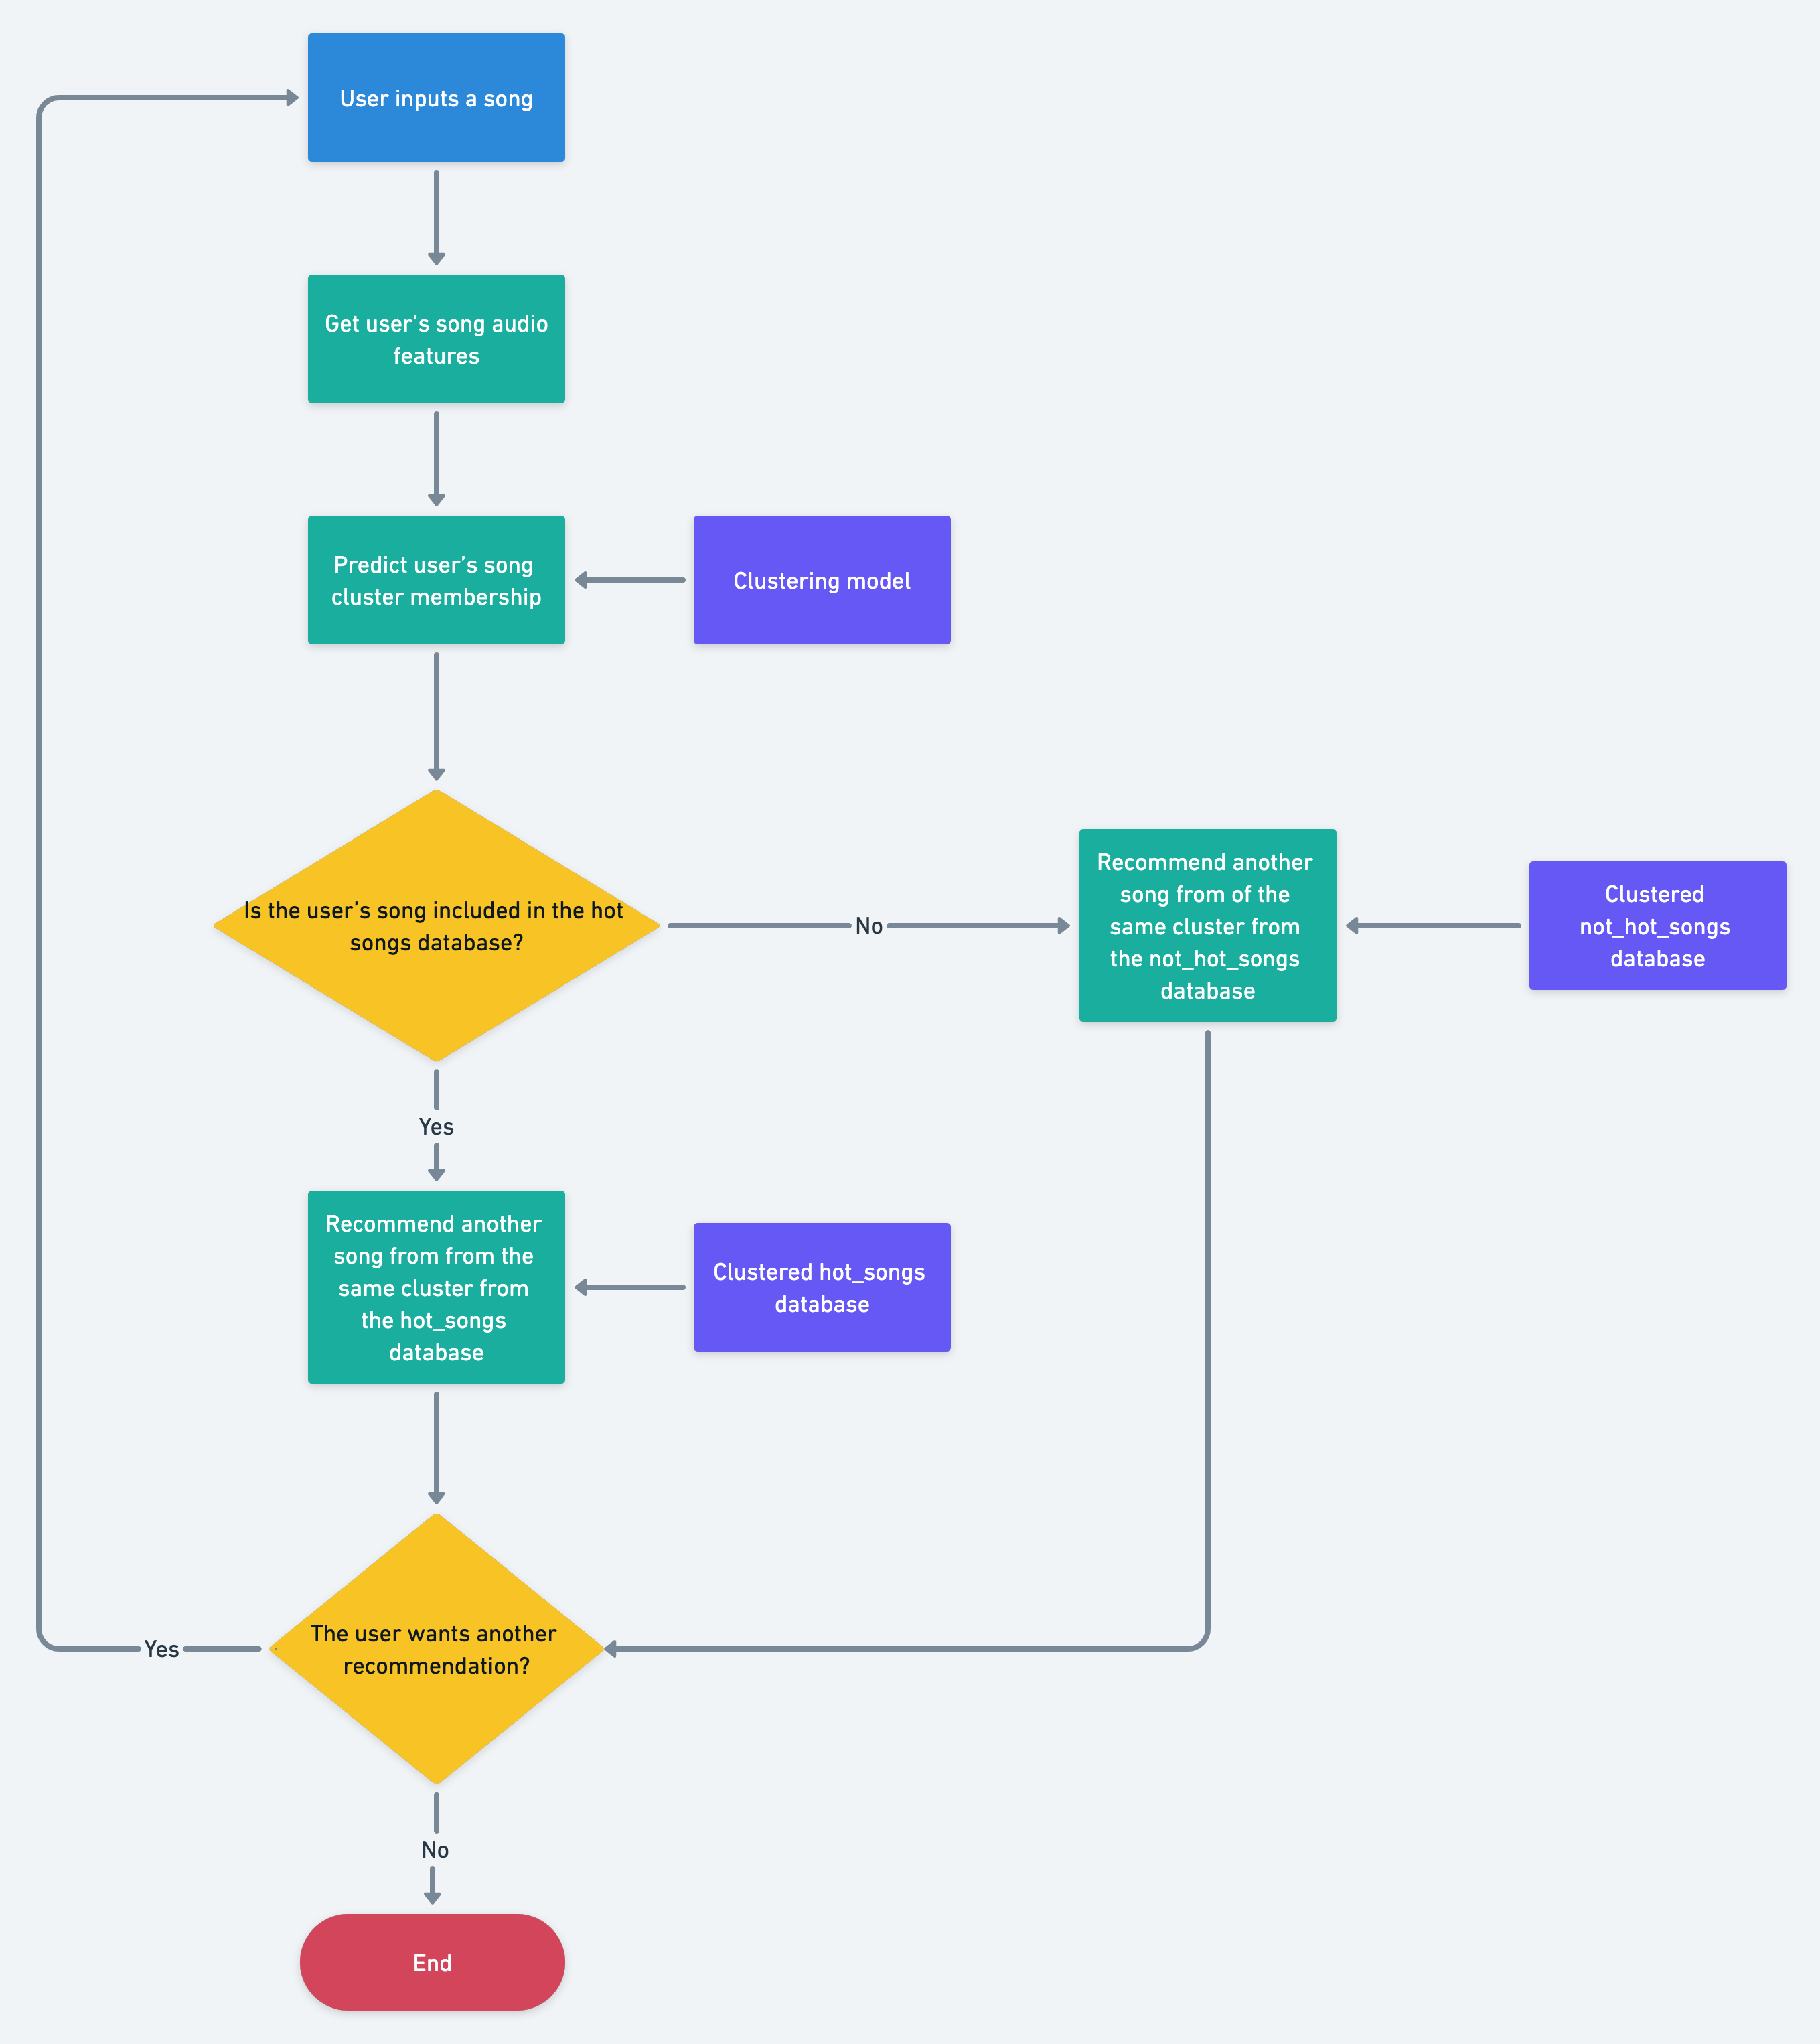 User inputs a song
Get user’s song audio
features
Predict user’s song
cluster membership
Clustering model
Is the user’s song included in the hot
songs database?
No
Recommend another
song from of the
same cluster from
the not_hot_songs
database
Clustered
not_hot_songs
database
Yes
Recommend another
song from from the
same cluster from
the hot_songs
database
Clustered hot_songs
database
The user wants another
recommendation?
Yes
No
End